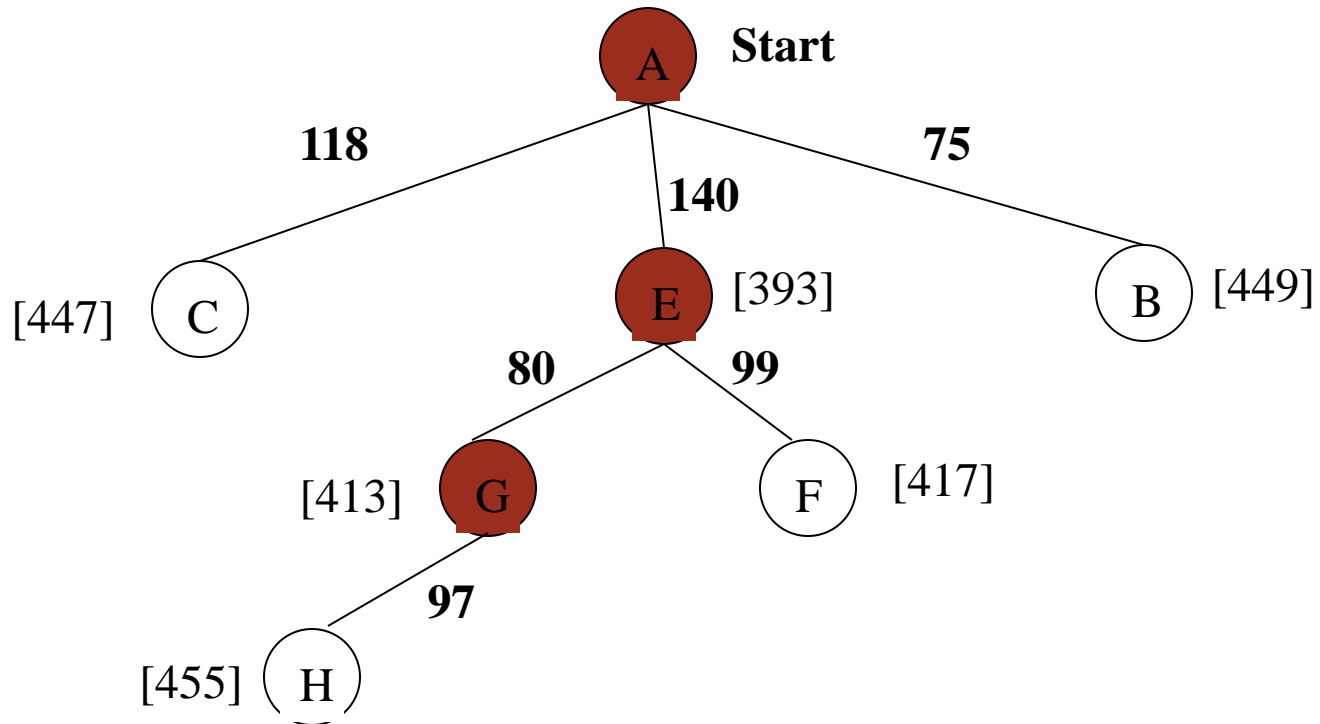 A Start
118
75
140
[447] C
E [393]
B [449]
80
99
[413] G
F [417]
97
[455] H